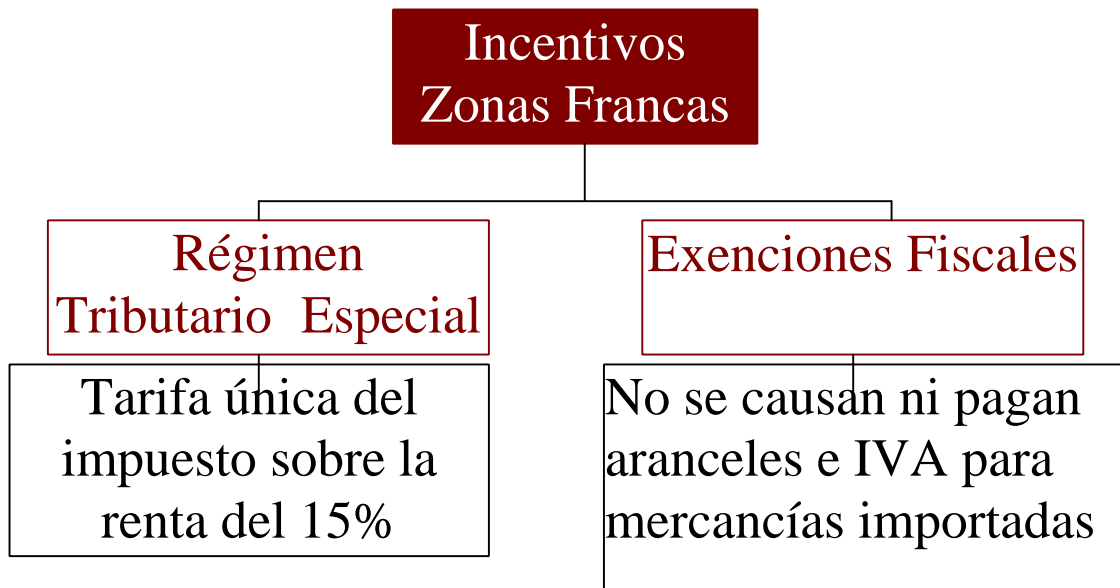 Incentivos
Zonas Francas
Régimen
Tributario Especial
Exenciones Fiscales
Tarifa única del
impuesto sobre la
renta del 15%
No se causan ni pagan
aranceles e IVA para
mercancías importadas